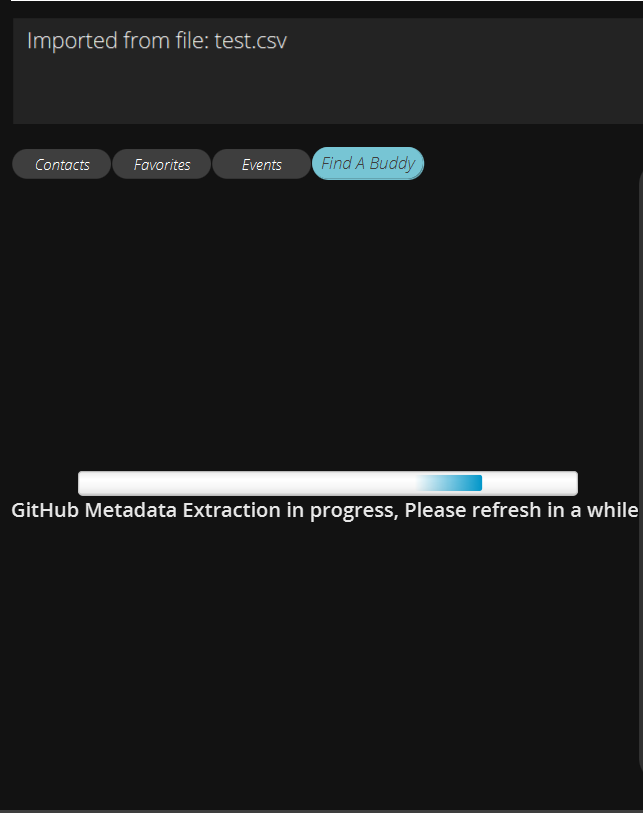 Imported from file: test.csv
Contacts Favorites Events Find A Buddy
GitHub Metadata Extraction in progress, Please refresh in a while